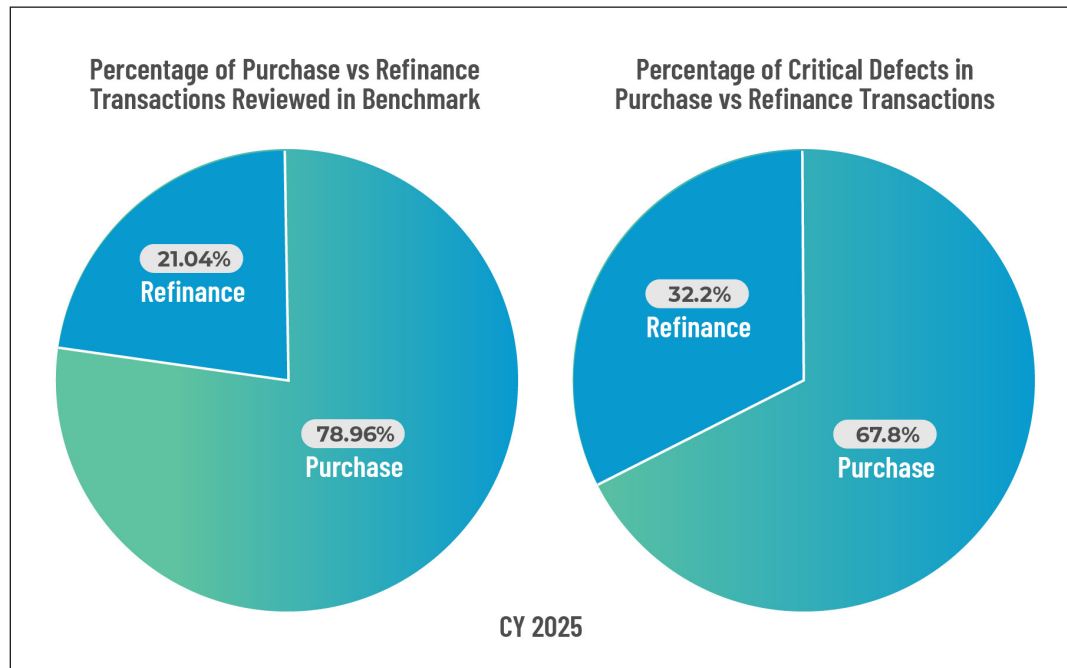 Percentage of Purchase vs Refinance
Transactions Reviewed in Benchmark
21.04%
Refinance
78.96%
Purchase
Percentage of Critical Defects in
Purchase vs Refinance Transactions
32.2%
Refinance
67.8%
Purchase
CY 2025